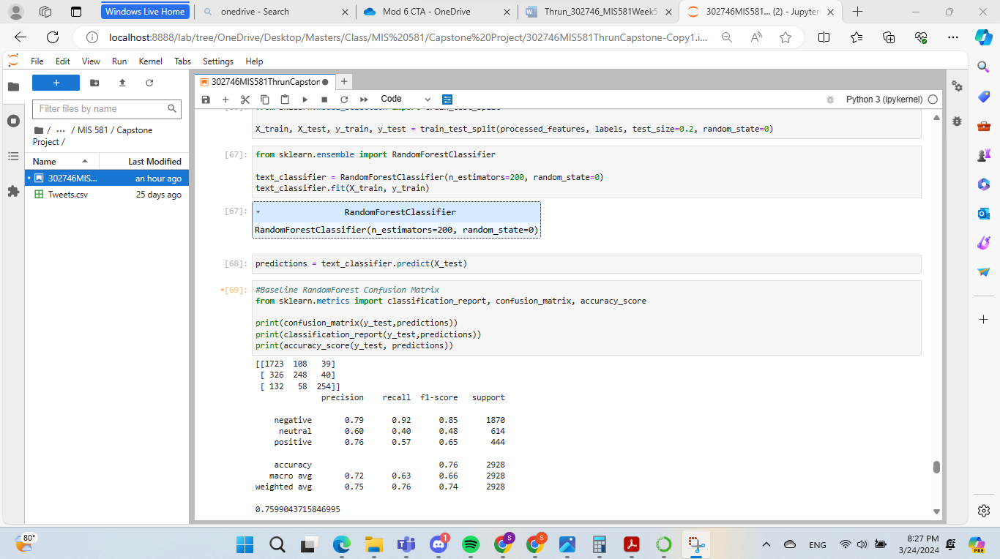 Windows Live Home
onedrive - Search
Mod 6 CTA - OneDrive
Thrun_302746_MIS581Week5
302746MIS581... (2) - Jupyter
localhost:8888/lab/tree/OneDrive/Desktop/Masters/Class/MIS%20581/Capstone%20Project/302746MIS581ThrunCapstone-Copy1.i...
File Edit View Run Kernel Tabs Settings Help
302746MIS581ThrunCapston
Filter files by name
/ ... / MIS 581 / Capstone
Project /
Name Last Modified
302746MIS... an hour ago
Tweets.csv 25 days ago
Code
Python 3 (ipykernel)
X_train, X_test, y_train, y_test = train_test_split(processed_features, labels, test_size=0.2, random_state=0)
[67]: from sklearn.ensemble import RandomForestClassifier
text_classifier = RandomForestClassifier(n_estimators=200, random_state=0)
text_classifier.fit(X_train, y_train)
[67]: RandomForestClassifier
RandomForestClassifier(n_estimators=200, random_state=0)
[68]: predictions = text_classifier.predict(X_test)
[69]: #Baseline RandomForest Confusion Matrix
from sklearn.metrics import classification_report, confusion_matrix, accuracy_score
print(confusion_matrix(y_test,predictions))
print(classification_report(y_test,predictions))
print(accuracy_score(y_test, predictions))
[[1723 108 39]
[ 326 248 40]
[ 132 58 254]]
precision recall f1-score support
negative 0.79 0.92 0.85 1870
neutral 0.60 0.40 0.48 614
positive 0.76 0.57 0.65 444
accuracy 0.76 2928
macro avg 0.72 0.63 0.66 2928
weighted avg 0.75 0.76 0.74 2928
0.7599043715846995
80°
1
S
S
ENG
8:27 PM
3/24/2024
PRE